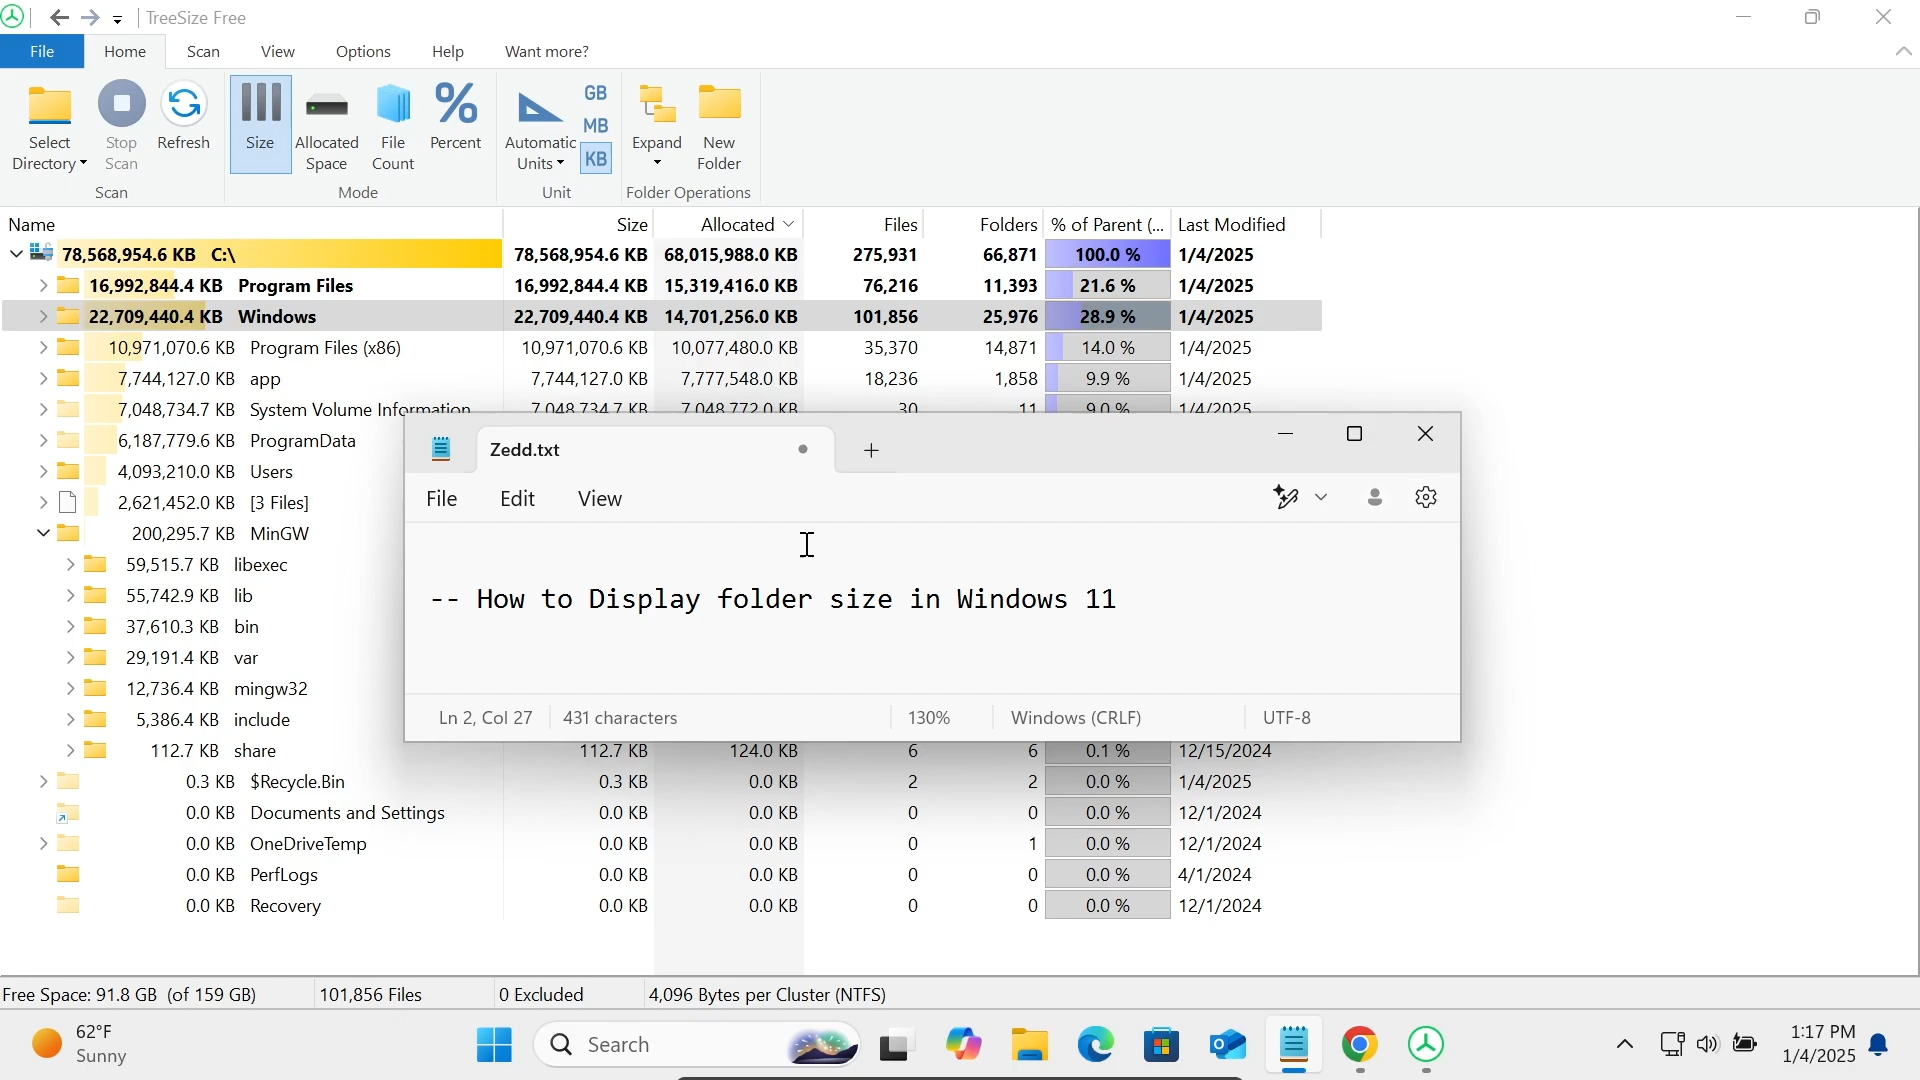 TreeSize Free
File Home Scan View Options Help Want more?
Select Directory Stop Scan Refresh Size Allocated Space File Count Percent Automatic Units GB MB KB Expand New Folder
Scan Mode Unit Folder Operations
Name Size Allocated Files Folders % of Parent (... Last Modified
78,568,954.6 KB C:\ 78,568,954.6 KB 68,015,988.0 KB 275,931 66,871 100.0 % 1/4/2025
16,992,844.4 KB Program Files 16,992,844.4 KB 15,319,416.0 KB 76,216 11,393 21.6 % 1/4/2025
22,709,440.4 KB Windows 22,709,440.4 KB 14,701,256.0 KB 101,856 25,976 28.9 % 1/4/2025
10,971,070.6 KB Program Files (x86) 10,971,070.6 KB 10,077,480.0 KB 35,370 14,871 14.0 % 1/4/2025
7,744,127.0 KB app 7,744,127.0 KB 7,777,548.0 KB 18,236 1,858 9.9 % 1/4/2025
7,048,734.7 KB System Volume Information 7,048,734.7 KB 7,048,772.0 KB 30 11 9.0 % 1/4/2025
6,187,779.6 KB ProgramData
4,093,210.0 KB Users
2,621,452.0 KB [3 Files]
200,295.7 KB MinGW
59,515.7 KB libexec
55,742.9 KB lib
37,610.3 KB bin
29,191.4 KB var
12,736.4 KB mingw32
5,386.4 KB include
112.7 KB share 112.7 KB 124.0 KB 6 6 0.1 % 12/15/2024
0.3 KB $Recycle.Bin 0.3 KB 0.0 KB 2 2 0.0 % 1/4/2025
0.0 KB Documents and Settings 0.0 KB 0.0 KB 0 0 0.0 % 12/1/2024
0.0 KB OneDriveTemp 0.0 KB 0.0 KB 0 1 0.0 % 12/1/2024
0.0 KB PerfLogs 0.0 KB 0.0 KB 0 0 0.0 % 4/1/2024
0.0 KB Recovery 0.0 KB 0.0 KB 0 0 0.0 % 12/1/2024
Zedd.txt
File Edit View
-- How to Display folder size in Windows 11
Ln 2, Col 27 431 characters 130% Windows (CRLF) UTF-8
Free Space: 91.8 GB (of 159 GB) 101,856 Files 0 Excluded 4,096 Bytes per Cluster (NTFS)
62°F
Sunny
Search
1:17 PM
1/4/2025